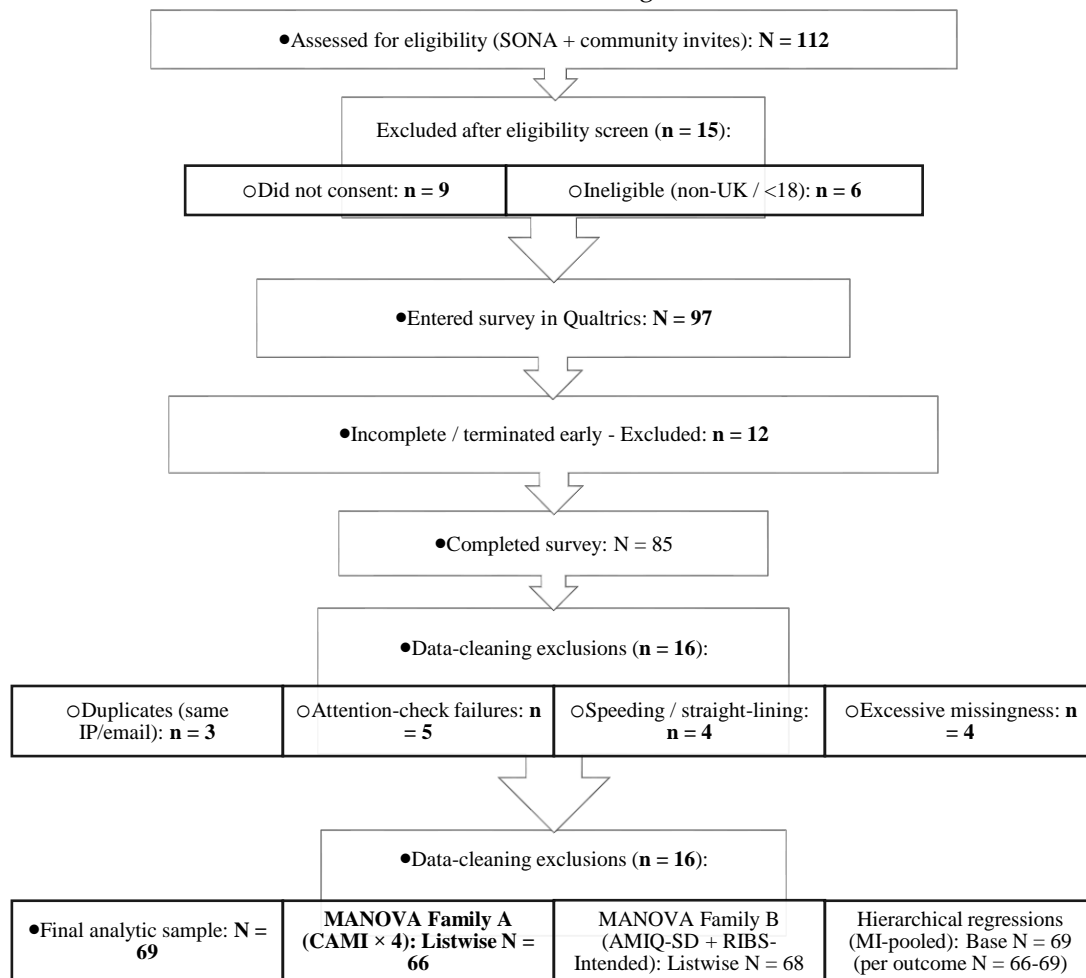 ●Assessed for eligibility (SONA + community invites): N = 112
Excluded after eligibility screen (n = 15):
○Did not consent: n = 9
○Ineligible (non-UK / <18): n = 6
●Entered survey in Qualtrics: N = 97
●Incomplete / terminated early - Excluded: n = 12
●Completed survey: N = 85
●Data-cleaning exclusions (n = 16):
○Duplicates (same
IP/email): n = 3
○Attention-check failures: n
= 5
○Speeding / straight-lining:
n = 4
○Excessive missingness: n
= 4
●Data-cleaning exclusions (n = 16):
●Final analytic sample: N =
69
MANOVA Family A
(CAMI × 4): Listwise N =
66
MANOVA Family B
(AMIQ-SD + RIBS-
Intended): Listwise N = 68
Hierarchical regressions
(MI-pooled): Base N = 69
(per outcome N = 66-69)